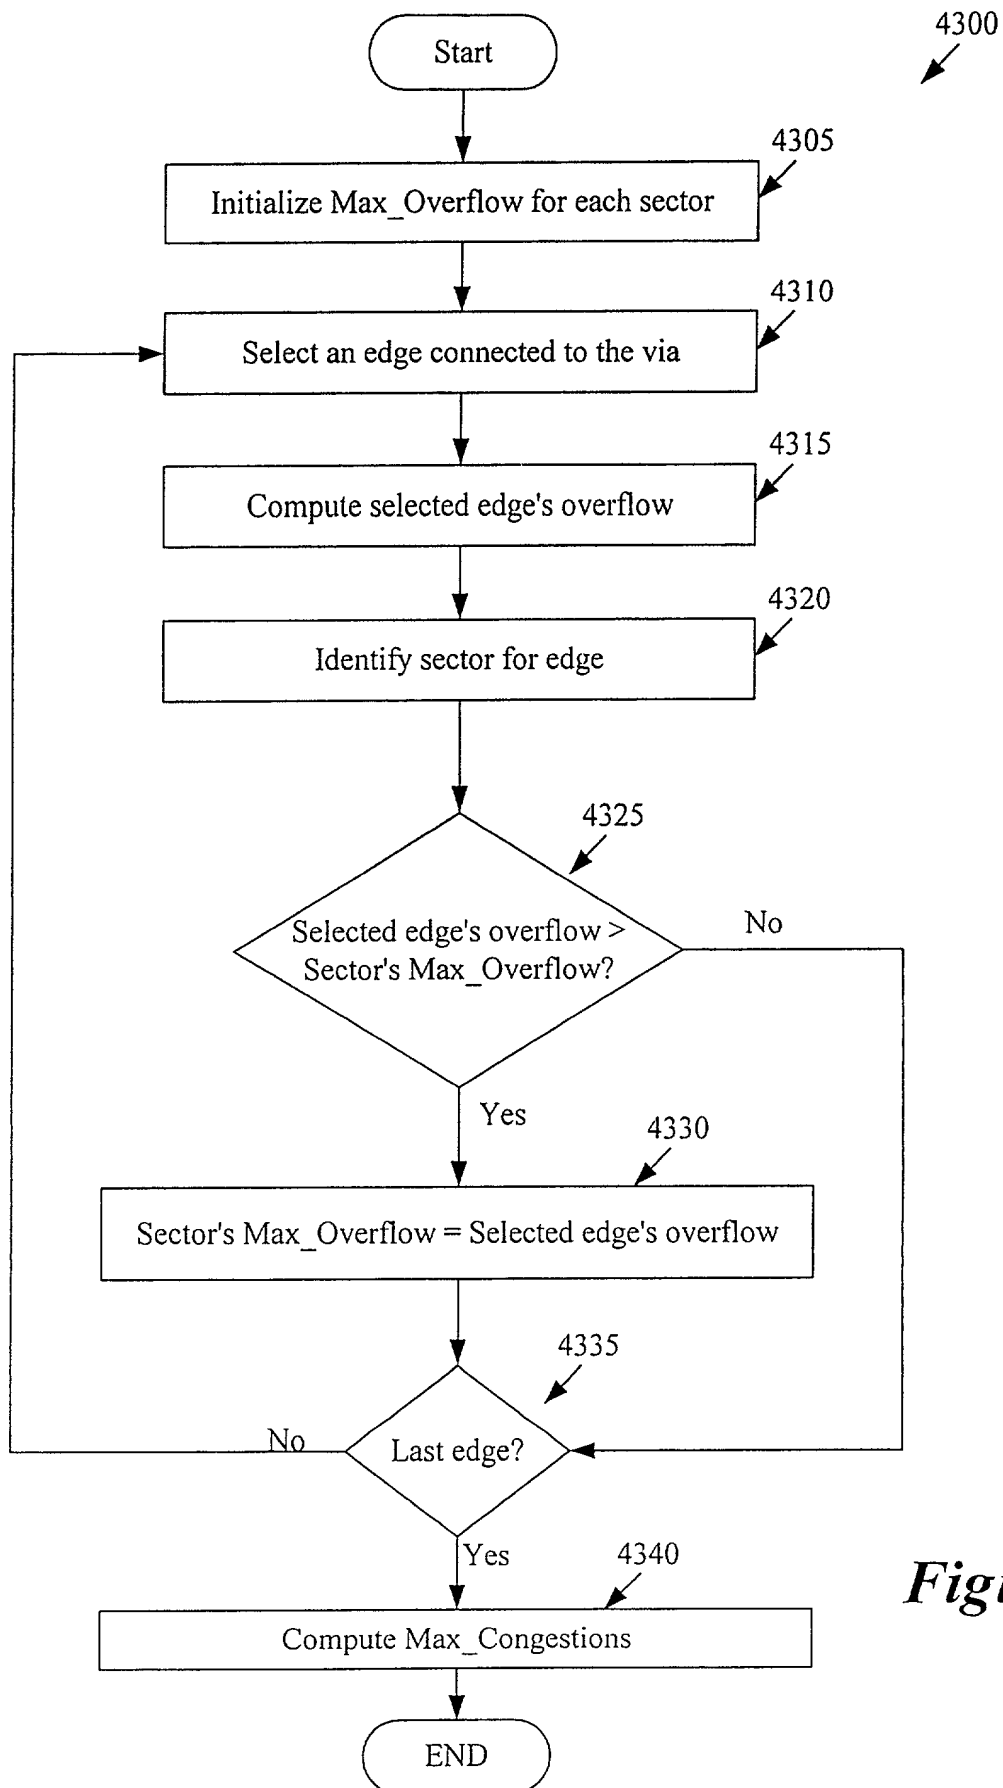 Start
4300
4305
Initialize Max_Overflow for each sector
4310
Select an edge connected to the via
4315
Compute selected edge's overflow
4320
Identify sector for edge
4325
Selected edge's overflow >
Sector's Max_Overflow?
No
Yes
4330
Sector's Max_Overflow = Selected edge's overflow
4335
No
Last edge?
Yes
4340
Compute Max_Congestions
END